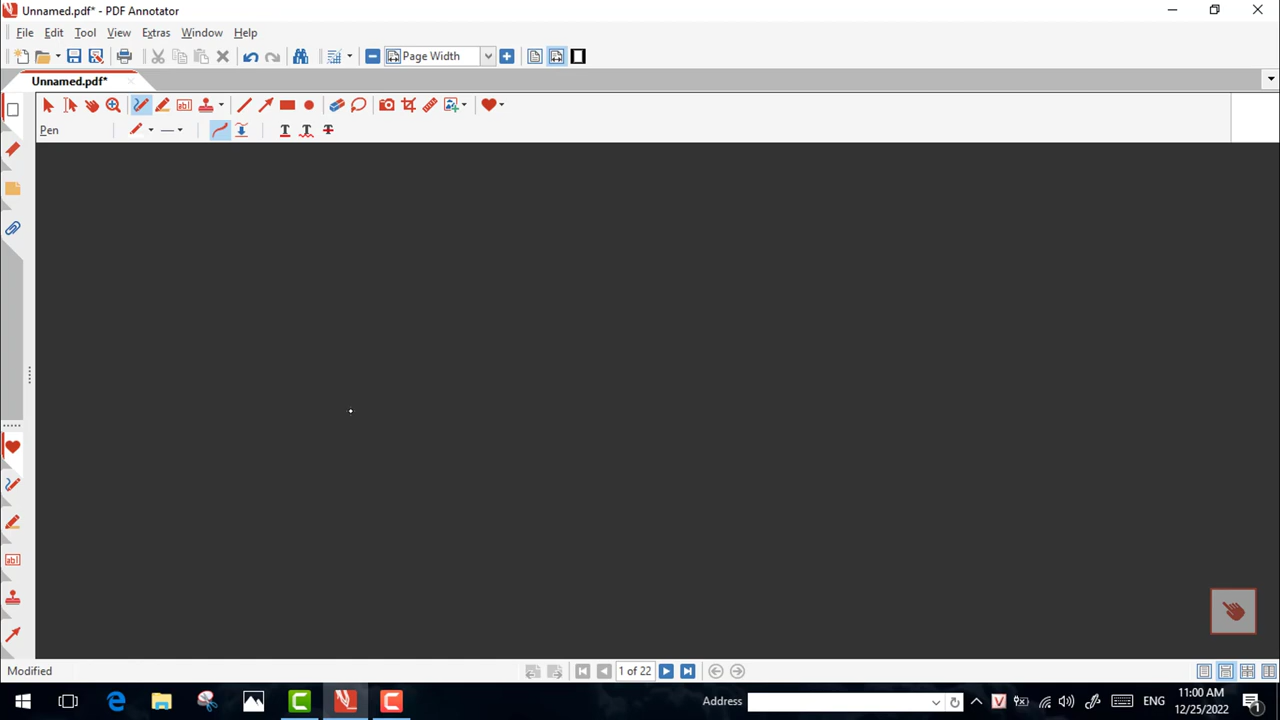 Unnamed.pdf* - PDF Annotator
File Edit Tool View Extras Window Help
Page Width
Unnamed.pdf*
Pen
Modified
1 of 22
Address
ENG
11:00 AM
12/25/2022